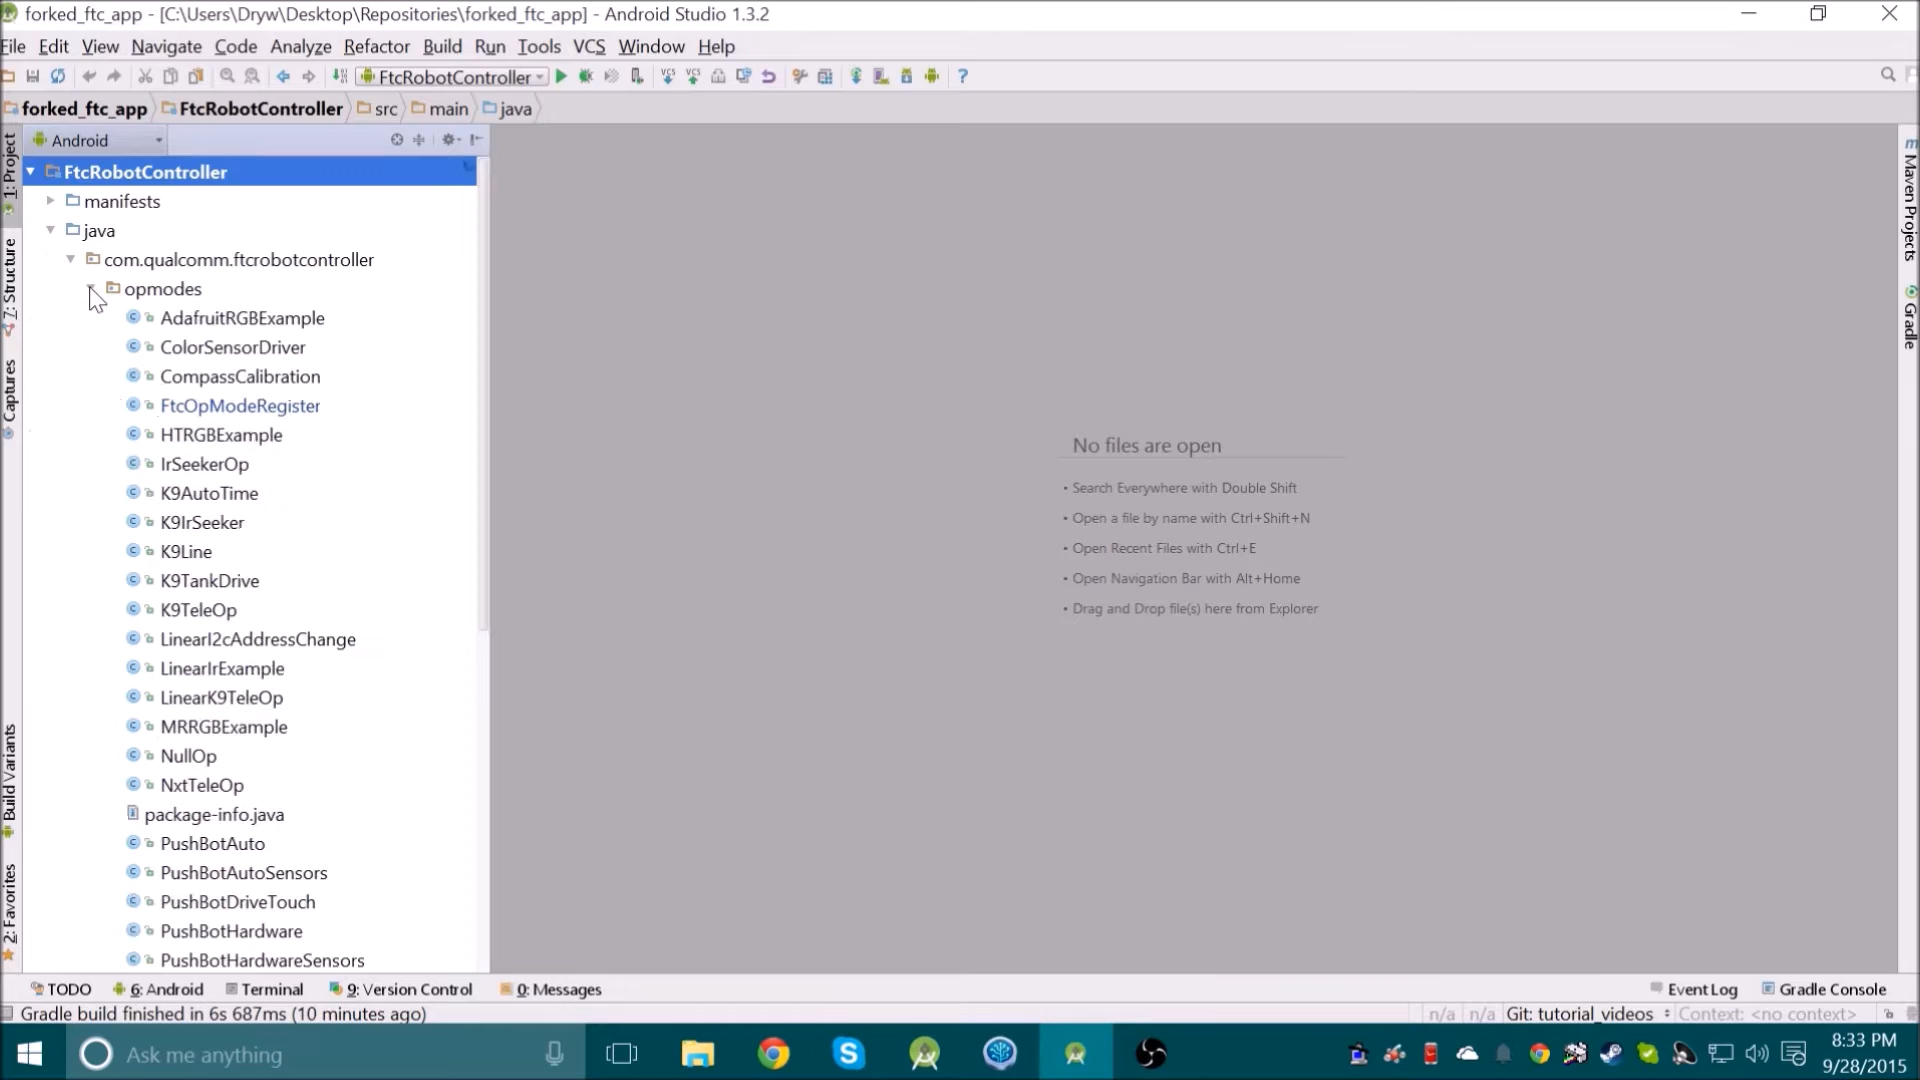 forked_ftc_app - [C:\Users\Dryw\Desktop\Repositories\forked_ftc_app] - Android Studio 1.3.2
File Edit View Navigate Code Analyze Refactor Build Run Tools VCS Window Help
FtcRobotController
forked_ftc_app FtcRobotController src main java
Android
1: Project
7: Structure
Captures
Build Variants
2: Favorites
FtcRobotController
manifests
java
com.qualcomm.ftcrobotcontroller
opmodes
AdafruitRGBExample
ColorSensorDriver
CompassCalibration
FtcOpModeRegister
HTRGBExample
IrSeekerOp
K9AutoTime
K9IrSeeker
K9Line
K9TankDrive
K9TeleOp
LinearI2cAddressChange
LinearIrExample
LinearK9TeleOp
MRRGBExample
NullOp
NxtTeleOp
package-info.java
PushBotAuto
PushBotAutoSensors
PushBotDriveTouch
PushBotHardware
PushBotHardwareSensors
No files are open
• Search Everywhere with Double Shift
• Open a file by name with Ctrl+Shift+N
• Open Recent Files with Ctrl+E
• Open Navigation Bar with Alt+Home
• Drag and Drop file(s) here from Explorer
Maven Projects
Gradle
TODO 6: Android Terminal 9: Version Control 0: Messages Event Log Gradle Console
Gradle build finished in 6s 687ms (10 minutes ago) n/a n/a Git: tutorial_videos Context: <no context>
Ask me anything
8:33 PM
9/28/2015